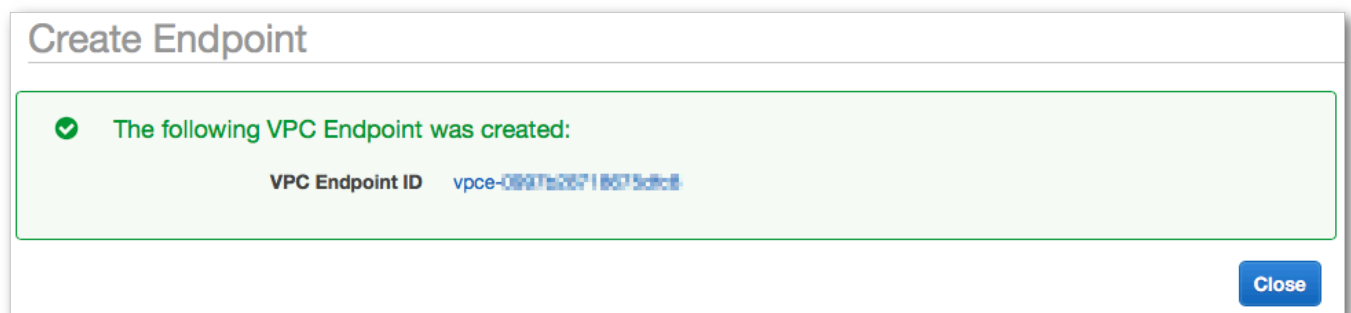 Create Endpoint
The following VPC Endpoint was created:
VPC Endpoint ID vpce-
Close